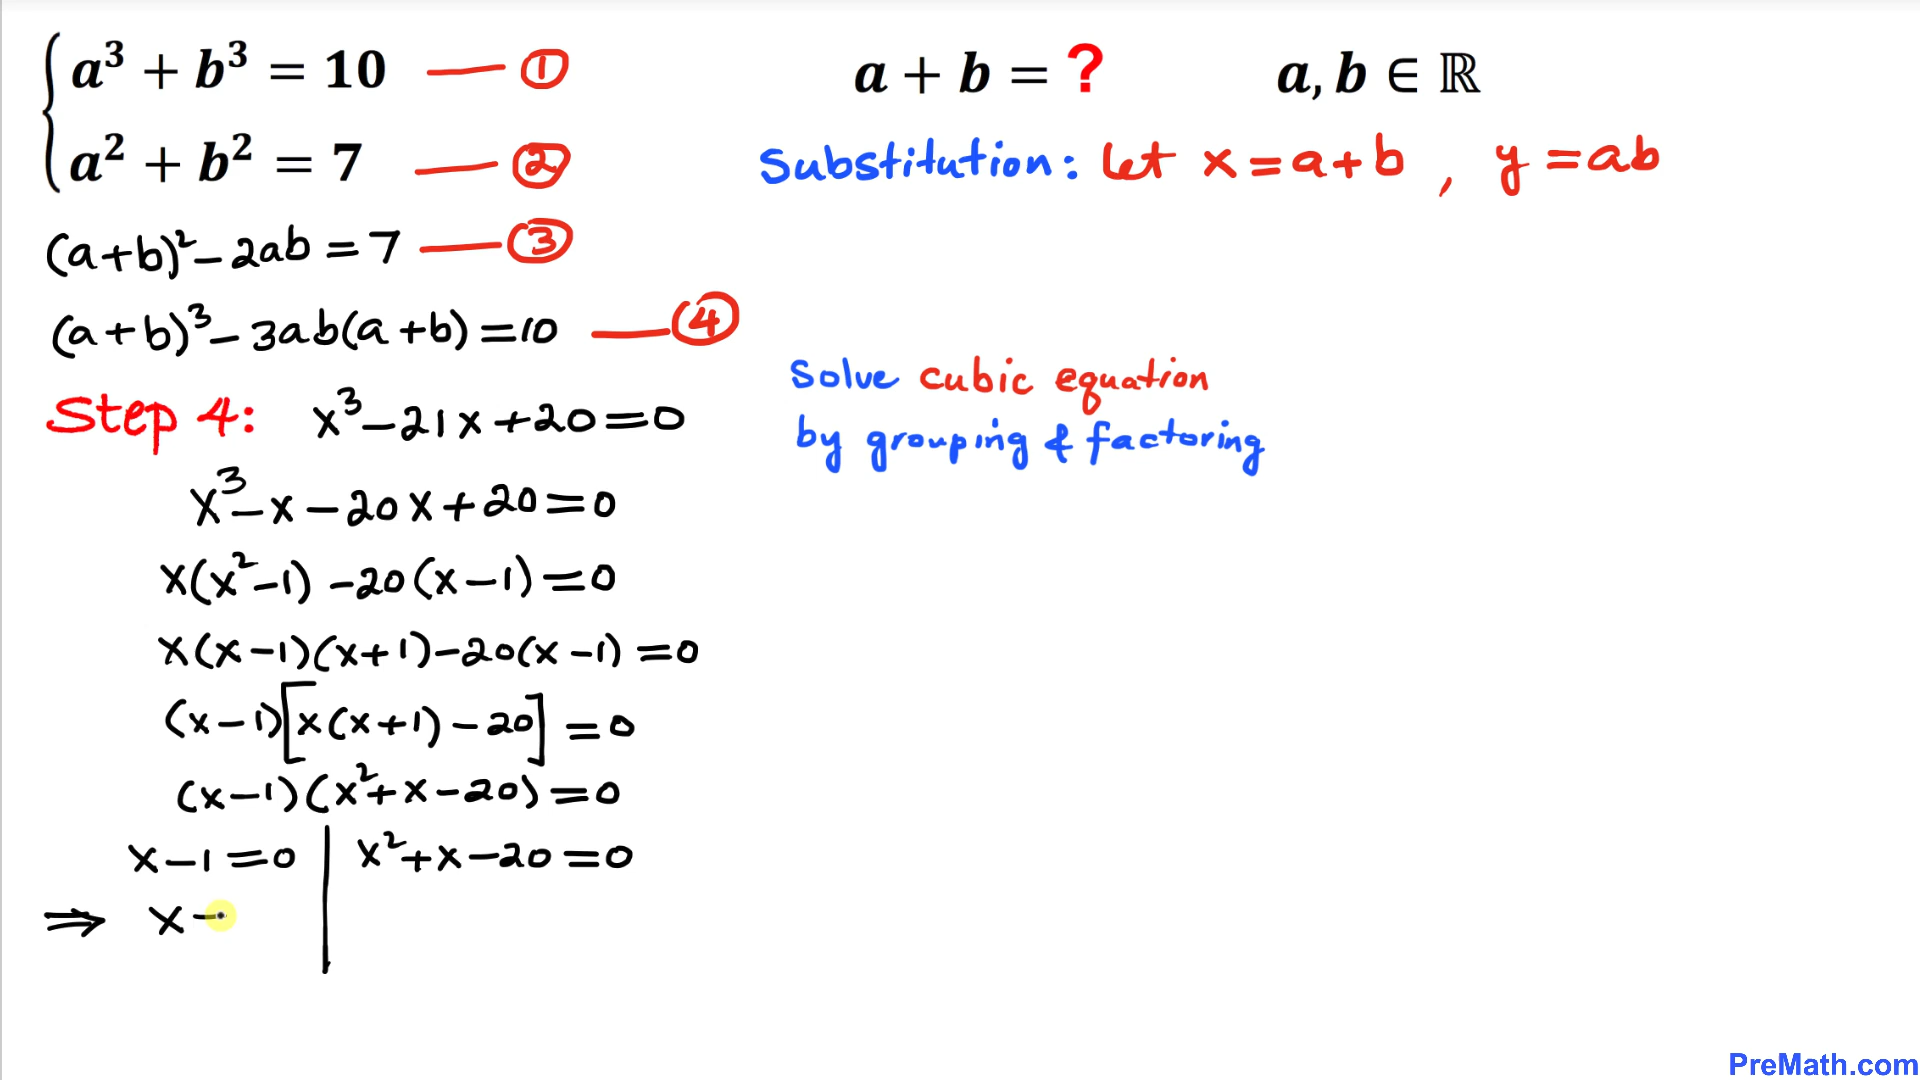 a³ + b³ = 10 — ①
a² + b² = 7 — ②
a + b = ?
a, b ∈ ℝ
Substitution: let x = a+b , y = ab
(a+b)² – 2ab = 7 — ③
(a+b)³ – 3ab(a+b) = 10 — ④
Solve cubic equation
by grouping & factoring
Step 4: x³ – 21x + 20 = 0
x³ – x – 20x + 20 = 0
x(x² – 1) – 20(x – 1) = 0
x(x – 1)(x + 1) – 20(x – 1) = 0
(x – 1)[x(x + 1) – 20] = 0
(x – 1)(x² + x – 20) = 0
x – 1 = 0 | x² + x – 20 = 0
⇒ x –
PreMath.com